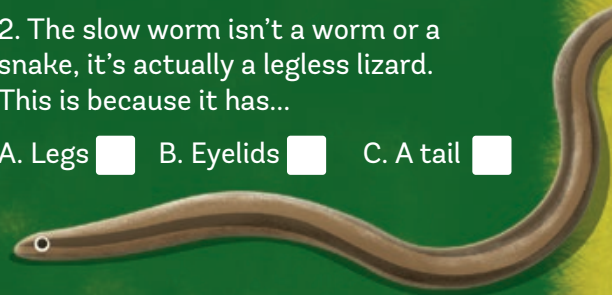 2. The slow worm isn’t a worm or a
snake, it’s actually a legless lizard.
This is because it has...
A. Legs B. Eyelids C. A tail